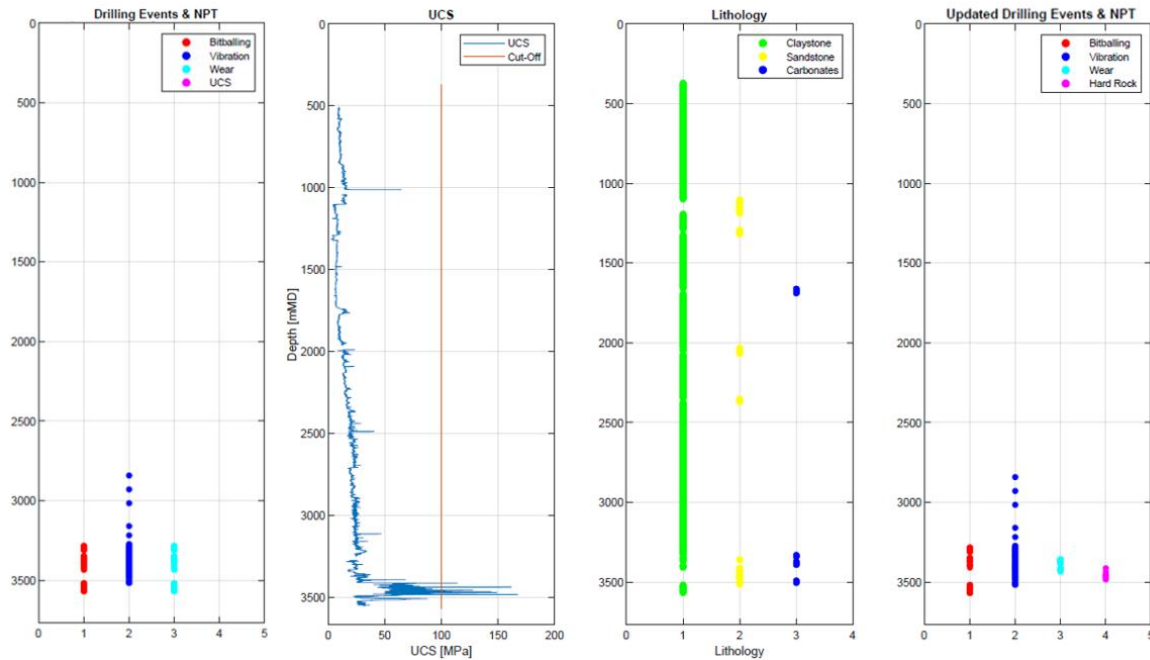 Drilling Events & NPT
Bitballing
Vibration
Wear
UCS
0
500
1000
1500
2000
2500
3000
3500
0 1 2 3 4 5
UCS
UCS
Cut-Off
Depth [mMD]
0
500
1000
1500
2000
2500
3000
3500
0 50 100 150 200
UCS [MPa]
Lithology
Claystone
Sandstone
Carbonates
0
500
1000
1500
2000
2500
3000
3500
0 1 2 3 4
Lithology
Updated Drilling Events & NPT
Bitballing
Vibration
Wear
Hard Rock
0
500
1000
1500
2000
2500
3000
3500
0 1 2 3 4 5